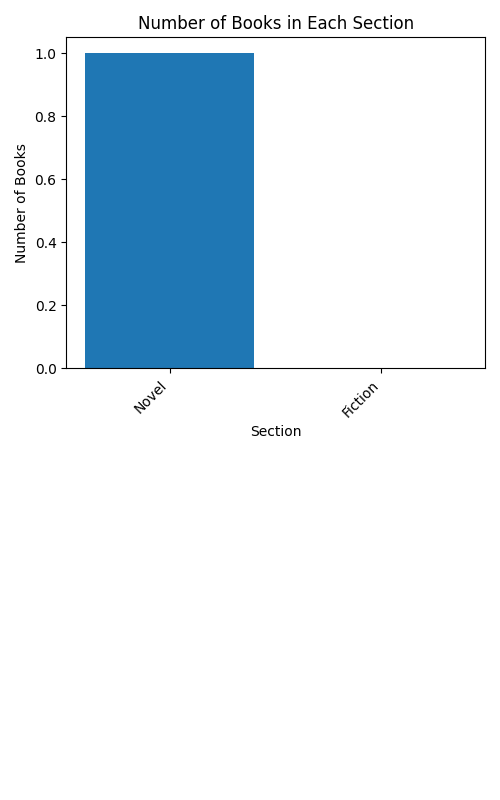 Number of Books in Each Section
Number of Books
1.0
0.8
0.6
0.4
0.2
0.0
Novel
Fiction
Section